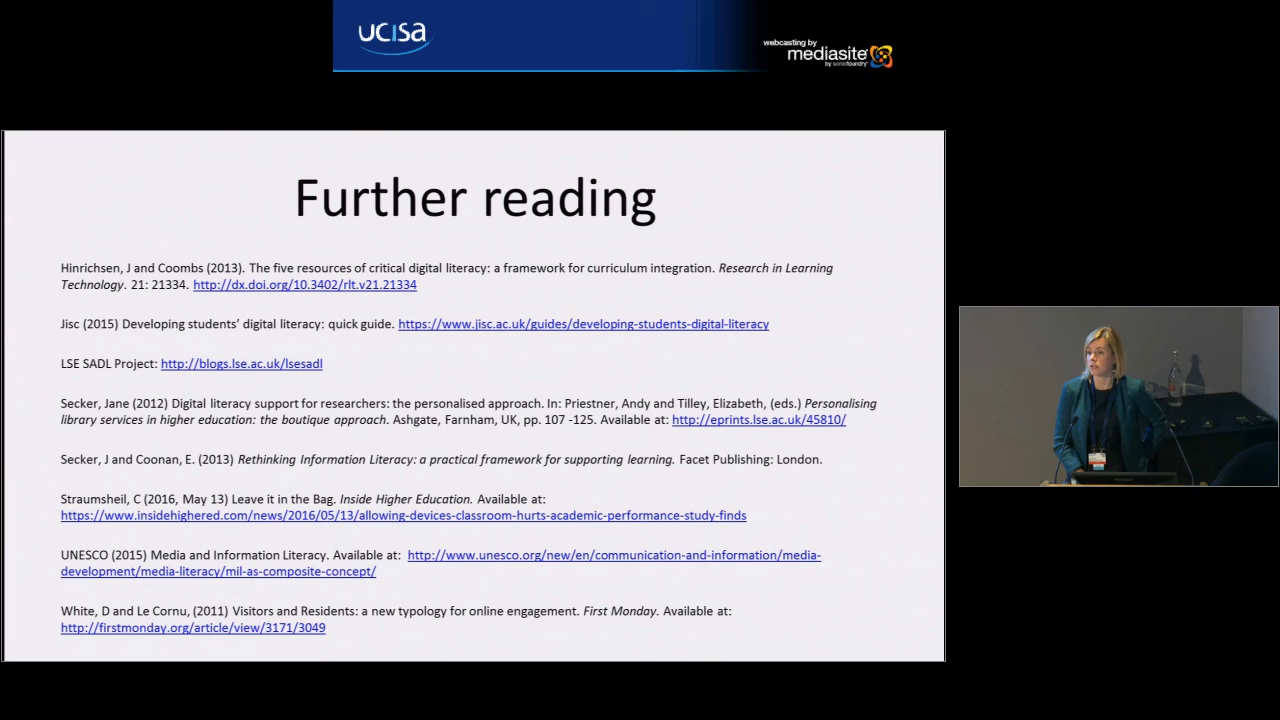 ucisa
webcasting by
mediasite
by sonicfoundry
Further reading
Hinrichsen, J and Coombs (2013). The five resources of critical digital literacy: a framework for curriculum integration. Research in Learning
Technology. 21: 21334. http://dx.doi.org/10.3402/rlt.v21.21334
Jisc (2015) Developing students' digital literacy: quick guide. https://www.jisc.ac.uk/guides/developing-students-digital-literacy
LSE SADL Project: http://blogs.lse.ac.uk/lsesadl
Secker, Jane (2012) Digital literacy support for researchers: the personalised approach. In: Priestner, Andy and Tilley, Elizabeth, (eds.) Personalising
library services in higher education: the boutique approach. Ashgate, Farnham, UK, pp. 107 -125. Available at: http://eprints.lse.ac.uk/45810/
Secker, J and Coonan, E. (2013) Rethinking Information Literacy: a practical framework for supporting learning. Facet Publishing: London.
Straumsheil, C (2016, May 13) Leave it in the Bag. Inside Higher Education. Available at:
https://www.insidehighered.com/news/2016/05/13/allowing-devices-classroom-hurts-academic-performance-study-finds
UNESCO (2015) Media and Information Literacy. Available at: http://www.unesco.org/new/en/communication-and-information/media-
development/media-literacy/mil-as-composite-concept/
White, D and Le Cornu, (2011) Visitors and Residents: a new typology for online engagement. First Monday. Available at:
http://firstmonday.org/article/view/3171/3049